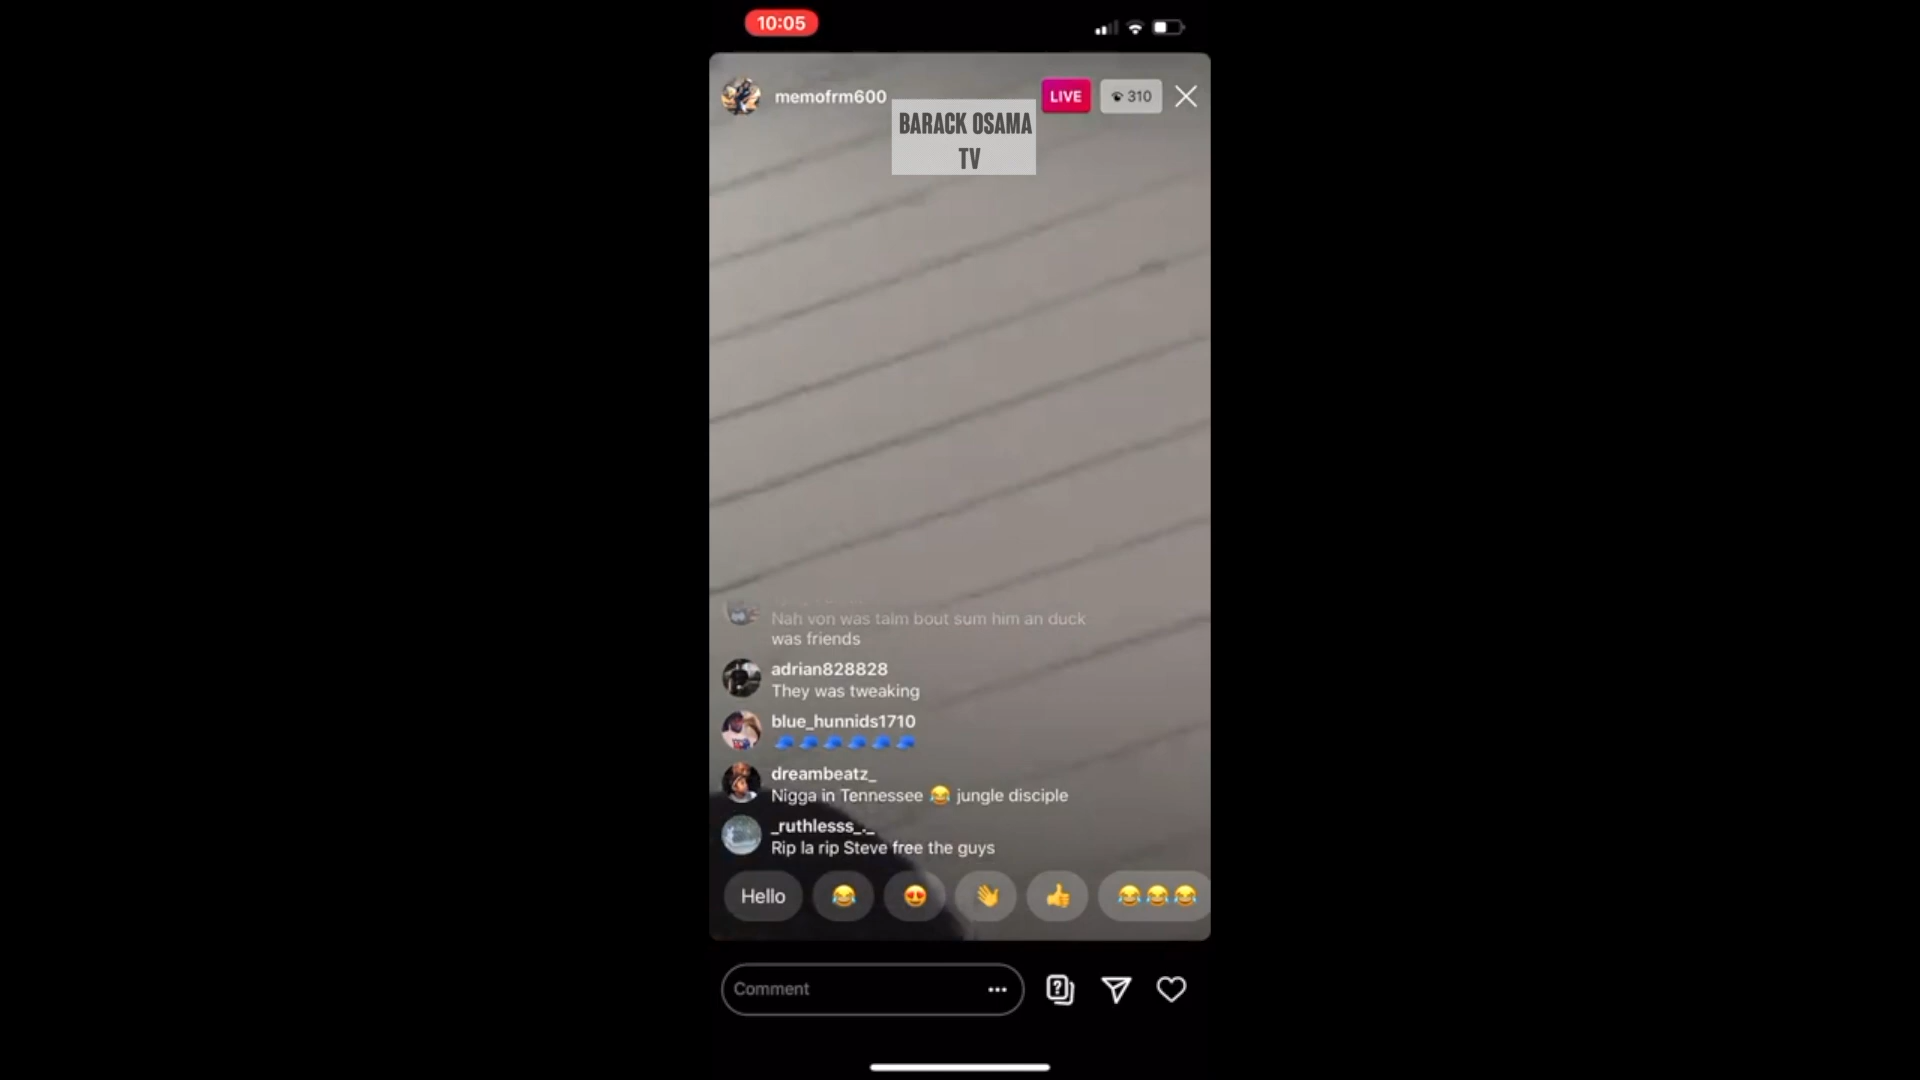 10:05
memofrm600
LIVE
310
BARACK OSAMA
TV
Nah von was talm bout sum him an duck
was friends
adrian828828
They was tweaking
blue_hunnids1710
🧢🧢🧢🧢🧢🧢
dreambeatz_
Nigga in Tennessee 😂 jungle disciple
_ruthlesss_._
Rip la rip Steve free the guys
Hello 😂 😍 👋 👍 😂😂😂
Comment